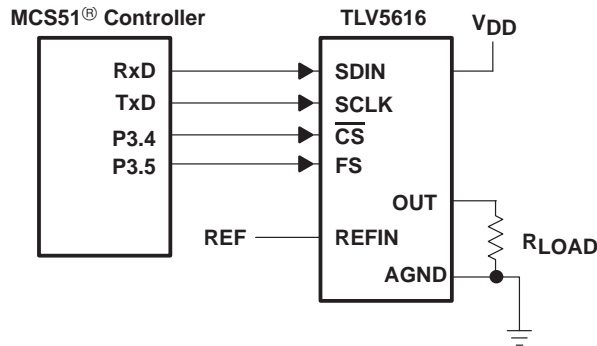 MCS51® Controller
TLV5616
VDD
RxD
SDIN
TxD
SCLK
P3.4
CS
P3.5
FS
OUT
REF
REFIN
RLOAD
AGND